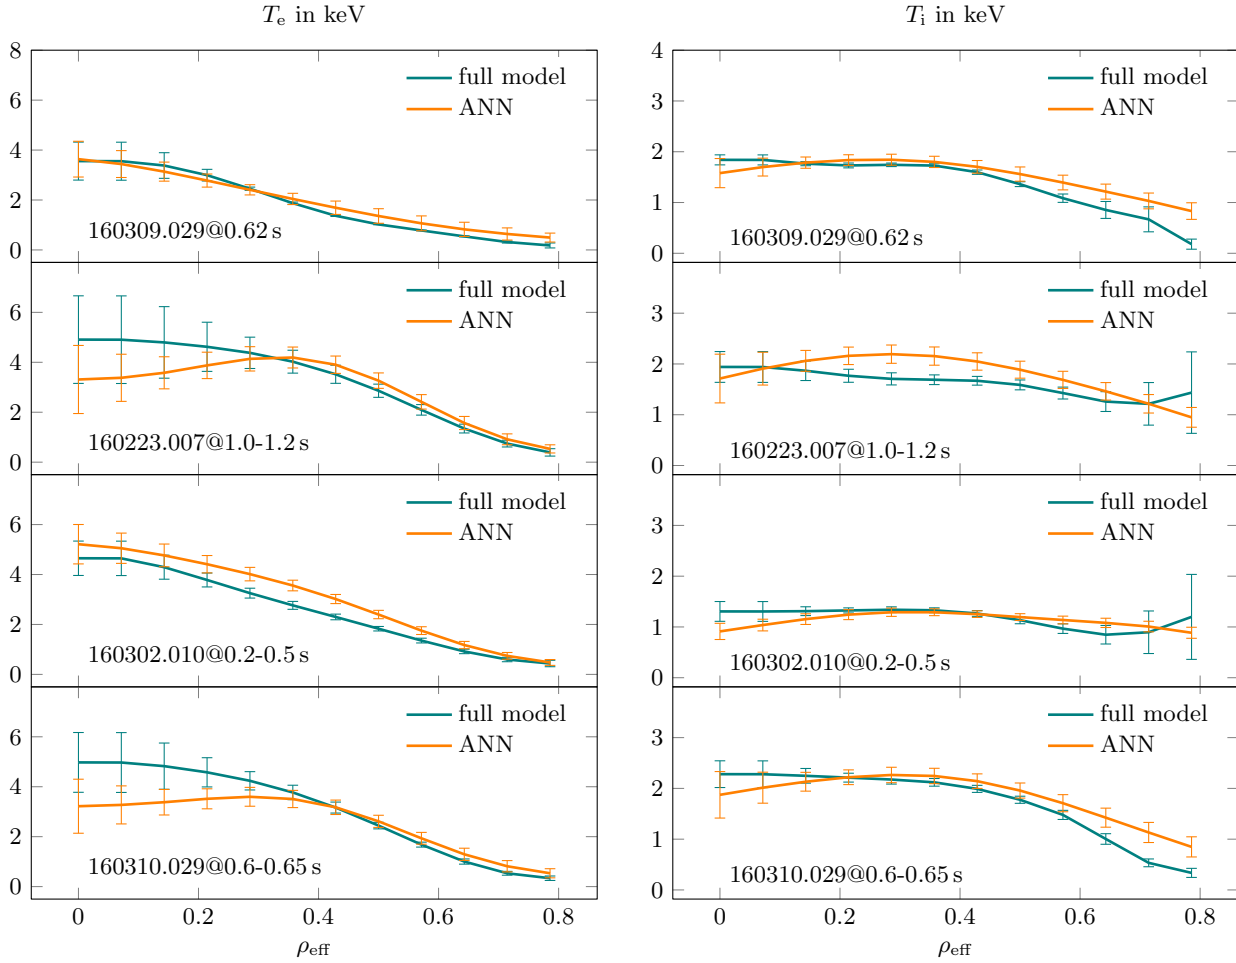 T_e in keV
8
6
4
2
0
full model
ANN
160309.029@0.62 s
6
4
2
0
full model
ANN
160223.007@1.0-1.2 s
6
4
2
0
full model
ANN
160302.010@0.2-0.5 s
6
4
2
0
full model
ANN
160310.029@0.6-0.65 s
0 0.2 0.4 0.6 0.8
ρ_eff
T_i in keV
4
3
2
1
0
full model
ANN
160309.029@0.62 s
3
2
1
0
full model
ANN
160223.007@1.0-1.2 s
3
2
1
0
full model
ANN
160302.010@0.2-0.5 s
3
2
1
0
full model
ANN
160310.029@0.6-0.65 s
0 0.2 0.4 0.6 0.8
ρ_eff